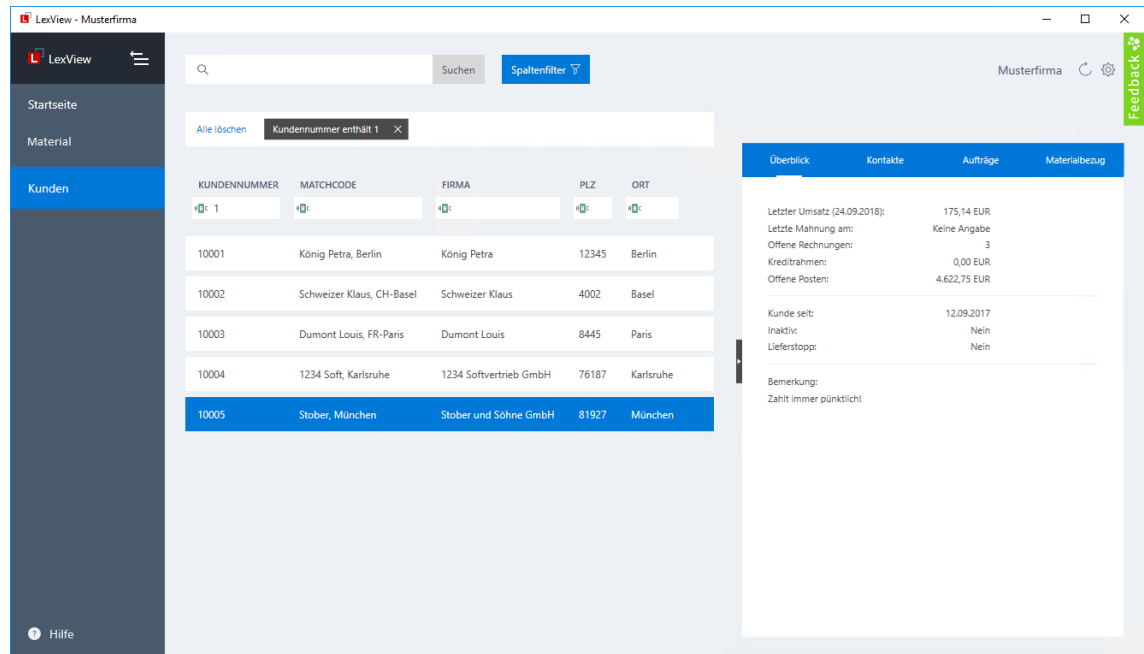 LexView - Musterfirma
LexView
Startseite
Material
Kunden
Hilfe
Suchen
Spaltenfilter
Musterfirma
Feedback
Alle löschen
Kundennummer enthält 1
KUNDENNUMMER MATCHCODE FIRMA PLZ ORT
1
10001 König Petra, Berlin König Petra 12345 Berlin
10002 Schweizer Klaus, CH-Basel Schweizer Klaus 4002 Basel
10003 Dumont Louis, FR-Paris Dumont Louis 8445 Paris
10004 1234 Soft, Karlsruhe 1234 Softvertrieb GmbH 76187 Karlsruhe
10005 Stober, München Stober und Söhne GmbH 81927 München
Überblick Kontakte Aufträge Materialbezug
Letzter Umsatz (24.09.2018): 175,14 EUR
Letzte Mahnung am: Keine Angabe
Offene Rechnungen: 3
Kreditrahmen: 0,00 EUR
Offene Posten: 4.622,75 EUR
Kunde seit: 12.09.2017
Inaktiv: Nein
Lieferstopp: Nein
Bemerkung:
Zahlt immer pünktlich!